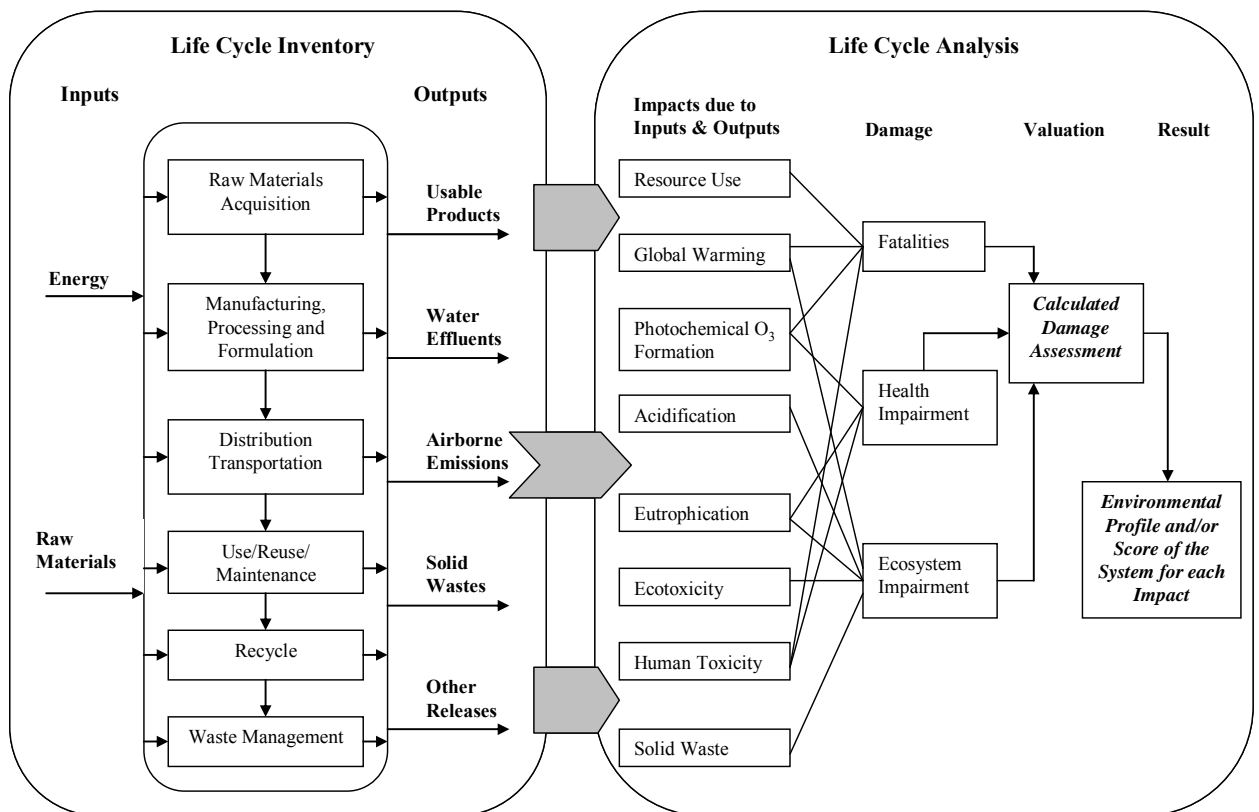 Life Cycle Inventory
Inputs
Outputs
Raw Materials
Acquisition
Manufacturing,
Processing and
Formulation
Distribution
Transportation
Use/Reuse/
Maintenance
Recycle
Waste Management
Energy
Raw
Materials
Usable
Products
Water
Effluents
Airborne
Emissions
Solid
Wastes
Other
Releases
Life Cycle Analysis
Impacts due to
Inputs & Outputs
Damage
Valuation
Result
Resource Use
Global Warming
Photochemical O3
Formation
Acidification
Eutrophication
Ecotoxicity
Human Toxicity
Solid Waste
Fatalities
Health
Impairment
Ecosystem
Impairment
Calculated
Damage
Assessment
Environmental
Profile and/or
Score of the
System for each
Impact